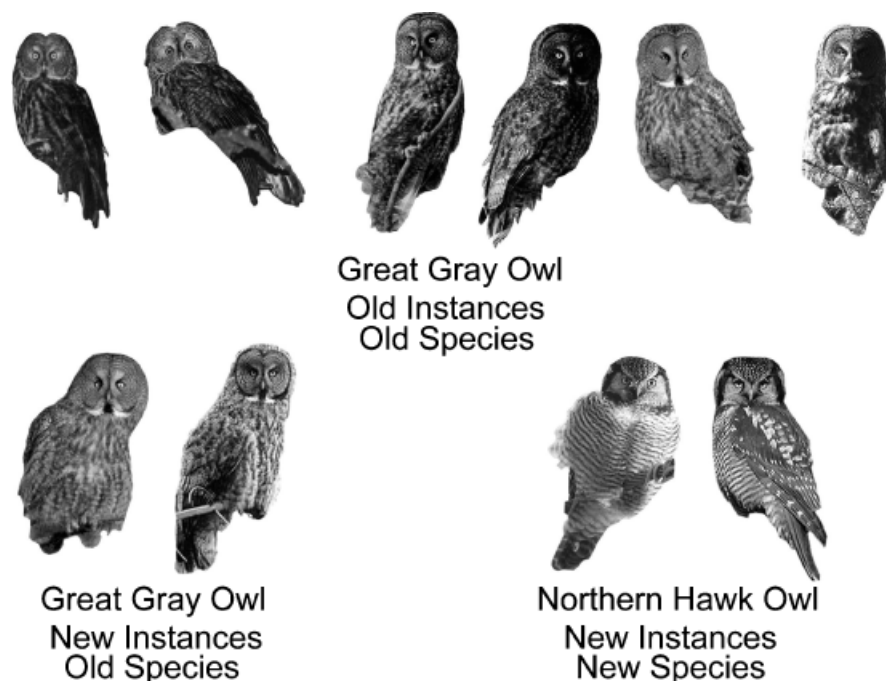 Great Gray Owl
Old Instances
Old Species
Great Gray Owl
New Instances
Old Species
Northern Hawk Owl
New Instances
New Species